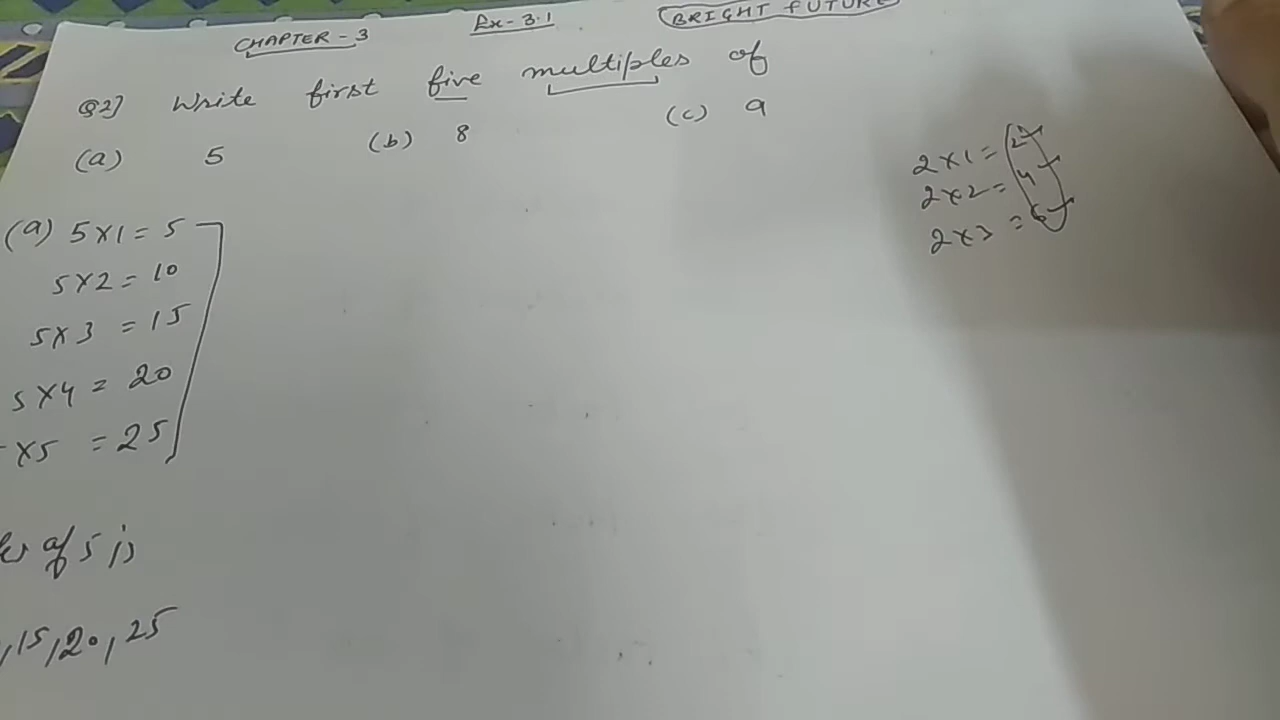 CHAPTER - 3 Ex - 3.1 BRIGHT FUTURE
Q2] Write first five multiples of
(a) 5 (b) 8 (c) 9
2×1 = 2
2×2 = 4
2×3 = 6
(a) 5×1 = 5
5×2 = 10
5×3 = 15
5×4 = 20
×5 = 25
of 5 is
,15,20,25